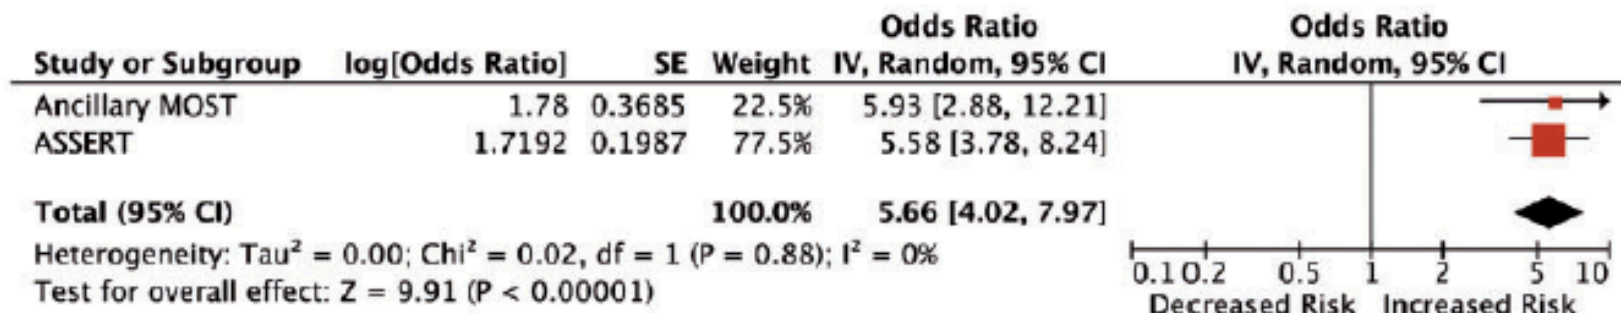 Odds Ratio Odds Ratio
Study or Subgroup log[Odds Ratio] SE Weight IV, Random, 95% CI IV, Random, 95% CI
Ancillary MOST 1.78 0.3685 22.5% 5.93 [2.88, 12.21]
ASSERT 1.7192 0.1987 77.5% 5.58 [3.78, 8.24]
Total (95% CI) 100.0% 5.66 [4.02, 7.97]
Heterogeneity: Tau² = 0.00; Chi² = 0.02, df = 1 (P = 0.88); I² = 0%
0.1 0.2 0.5 1 2 5 10
Test for overall effect: Z = 9.91 (P < 0.00001)
Decreased Risk Increased Risk